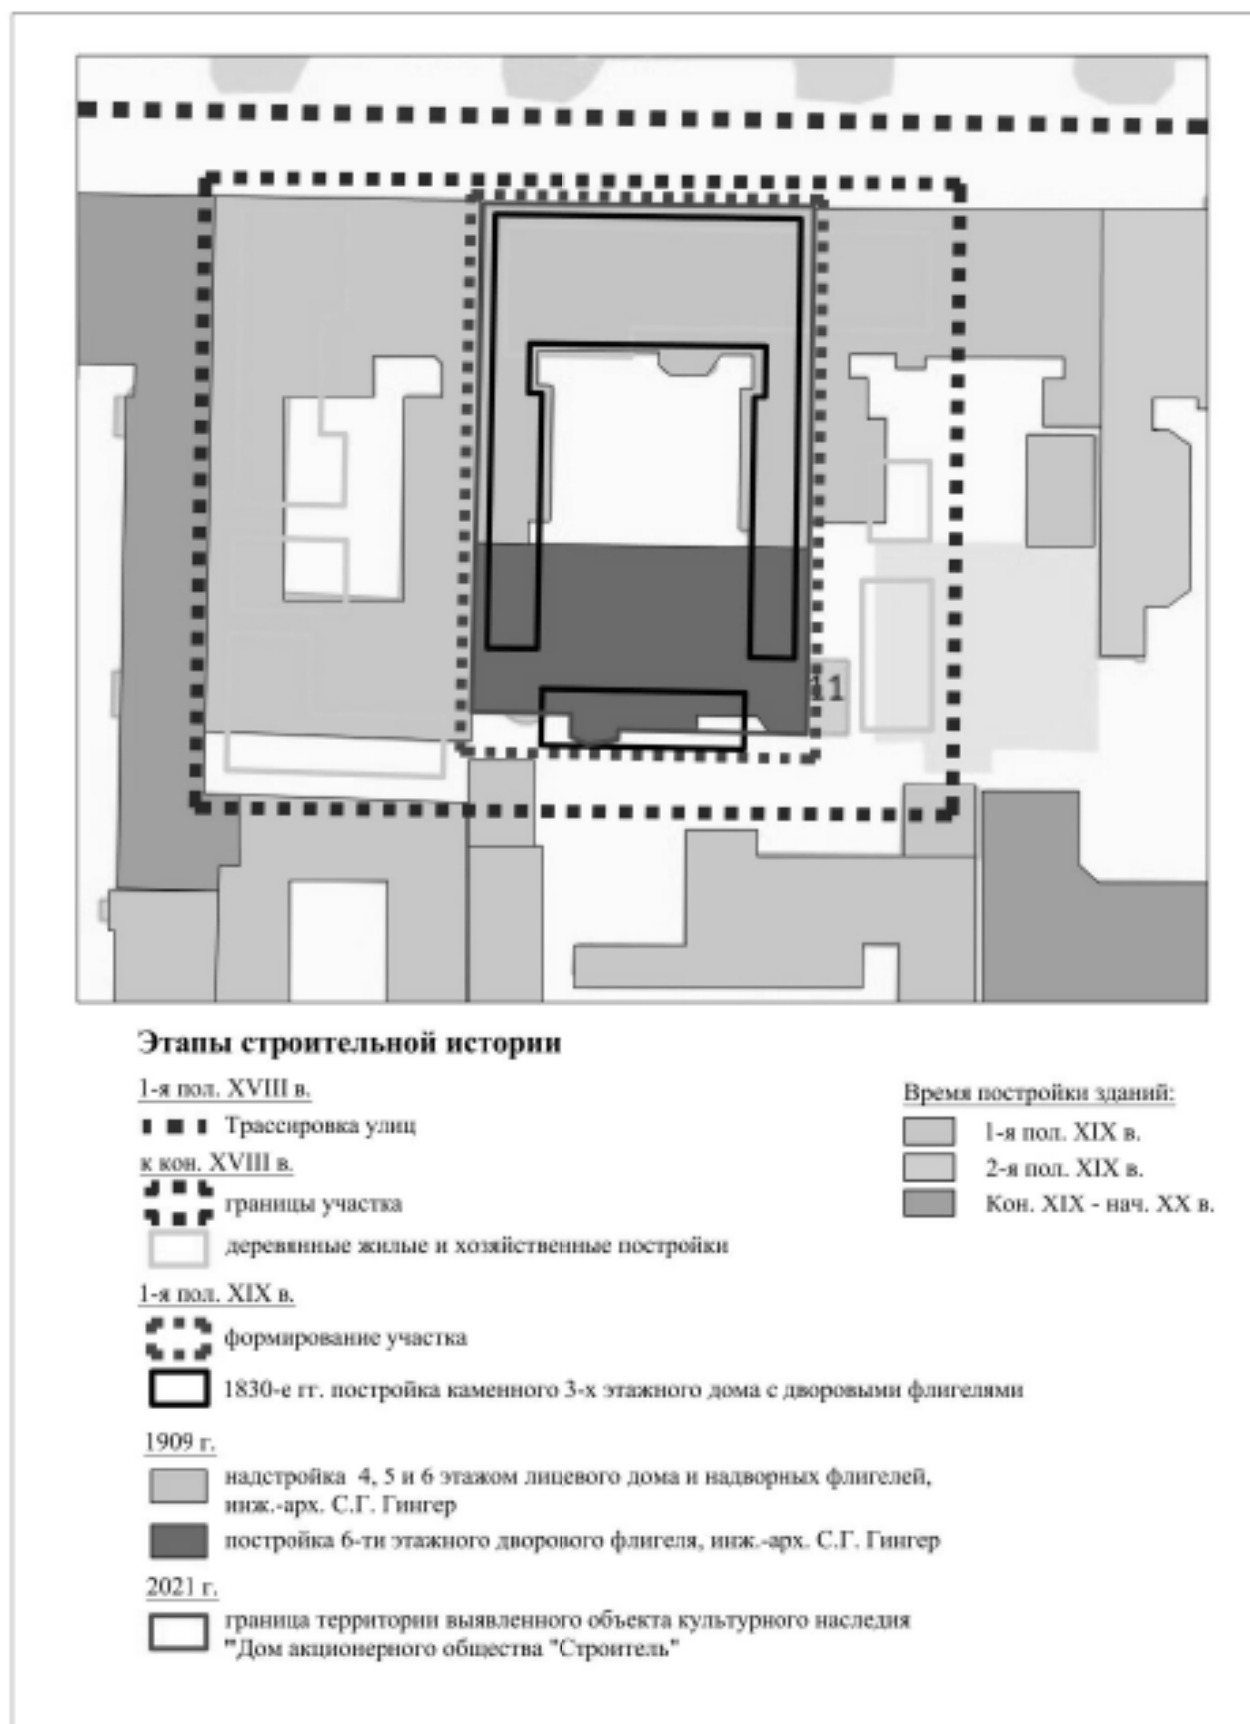 11
Этапы строительной истории
1-я пол. XVIII в.
Трассировка улиц
к кон. XVIII в.
границы участка
деревянные жилые и хозяйственные постройки
1-я пол. XIX в.
формирование участка
1830-е гг. постройка каменного 3-х этажного дома с дворовыми флигелями
1909 г.
надстройка 4, 5 и 6 этажом лицевого дома и надворных флигелей,
инж.-арх. С.Г. Гингер
постройка 6-ти этажного дворового флигеля, инж.-арх. С.Г. Гингер
2021 г.
граница территории выявленного объекта культурного наследия
"Дом акционерного общества "Строитель"
Время постройки зданий:
1-я пол. XIX в.
2-я пол. XIX в.
Кон. XIX - нач. XX в.